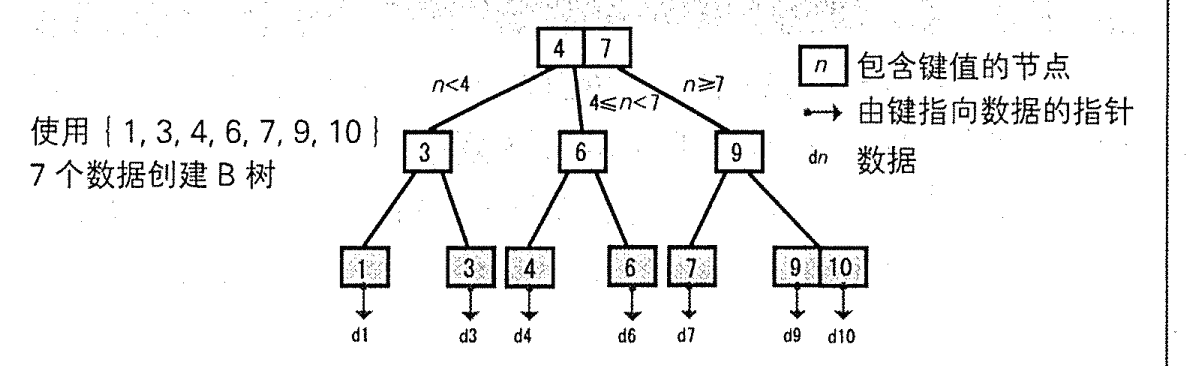 4 7
n 包含键值的节点
n<4
4≤n<7
n≥7
由键指向数据的指针
使用{1, 3, 4, 6, 7, 9, 10}
7 个数据创建 B 树
3
6
9
dn 数据
1
3
4
6
7
9 10
d1
d3
d4
d6
d7
d9
d10